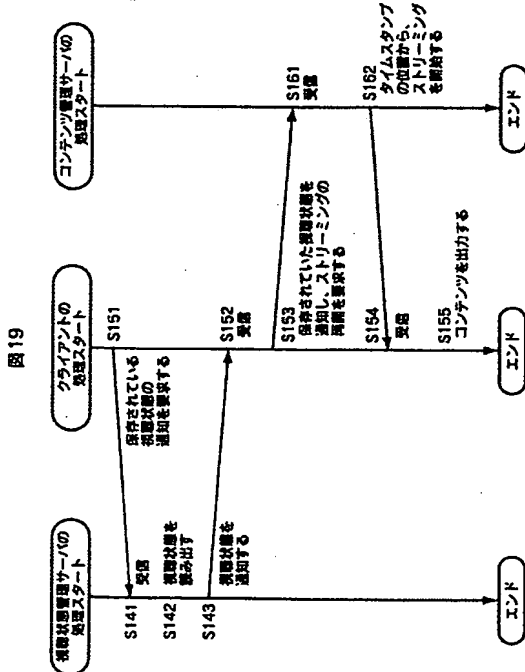 図19
視聴状態管理サーバの
処理スタート
クライアントの
処理スタート
コンテンツ管理サーバの
処理スタート
S151
保存されている
視聴状態の
通知を要求する
S141
受信
S142
視聴状態を
読み出す
S143
視聴状態を
通知する
S152
受信
S153
保存されていた視聴状態を
通知し、ストリーミングの
再開を要求する
S161
受信
S162
タイムスタンプ
の位置から、
ストリーミング
を開始する
S154
受信
S155
コンテンツを出力する
エンド
エンド
エンド